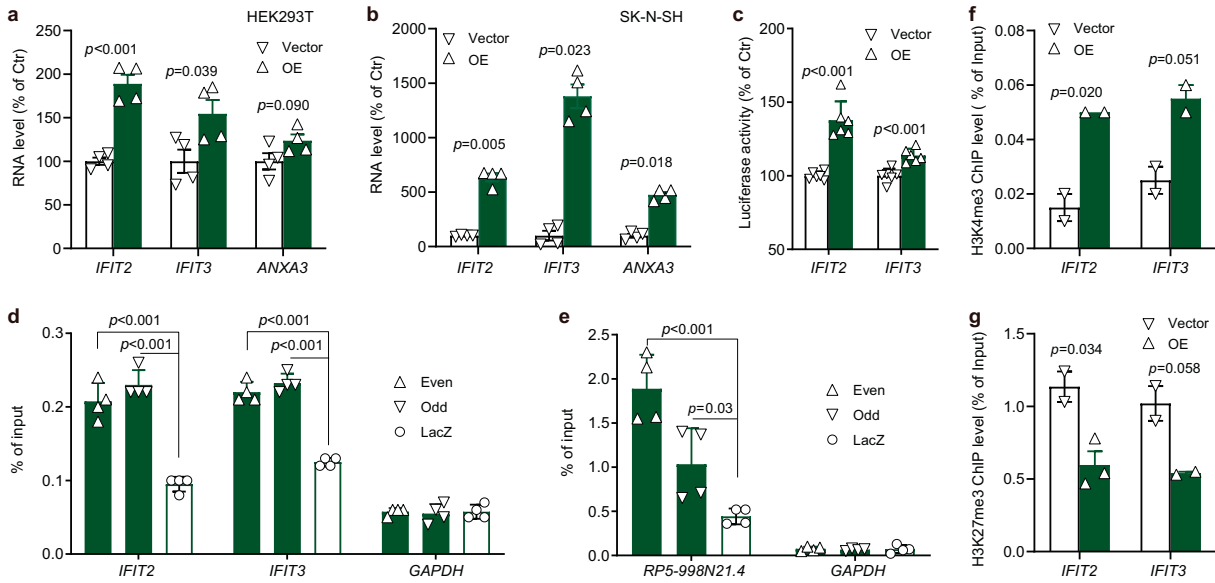 a
HEK293T
RNA level (% of Ctr)
250
200
150
100
50
0
Vector
OE
p<0.001
p=0.039
p=0.090
IFIT2
IFIT3
ANXA3
b
SK-N-SH
RNA level (% of Ctr)
2000
1500
1000
500
0
Vector
OE
p=0.005
p=0.023
p=0.018
IFIT2
IFIT3
ANXA3
c
Luciferase activity (% of Ctr)
200
150
100
50
Vector
OE
p<0.001
p<0.001
IFIT2
IFIT3
f
H3K4me3 ChIP level ( % of Input)
0.08
0.06
0.04
0.02
0.00
Vector
OE
p=0.020
p=0.051
IFIT2
IFIT3
d
% of input
0.3
0.2
0.1
0.0
p<0.001
p<0.001
p<0.001
p<0.001
Even
Odd
LacZ
IFIT2
IFIT3
GAPDH
e
% of input
2.5
2.0
1.5
1.0
0.5
0.0
p<0.001
p=0.03
Even
Odd
LacZ
RP5-998N21.4
GAPDH
g
H3K27me3 ChIP level (% of Input)
1.5
1.0
0.5
0.0
Vector
OE
p=0.034
p=0.058
IFIT2
IFIT3